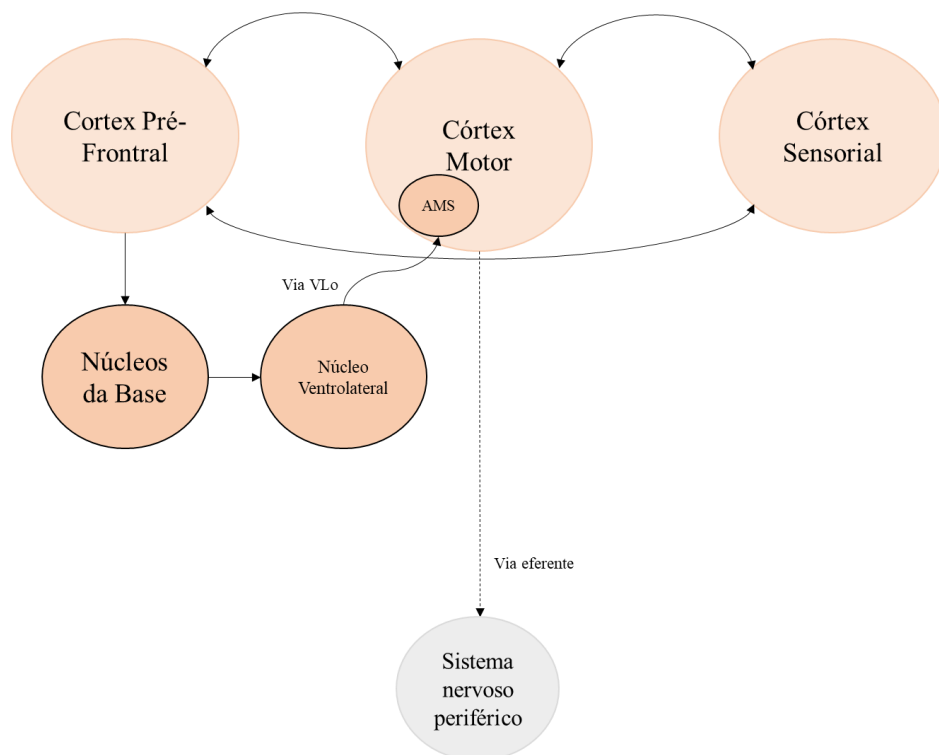 Cortex Pré-
Frontral
Córtex
Motor
Córtex
Sensorial
AMS
Via VLo
Núcleos
da Base
Núcleo
Ventrolateral
Via eferente
Sistema
nervoso
periférico